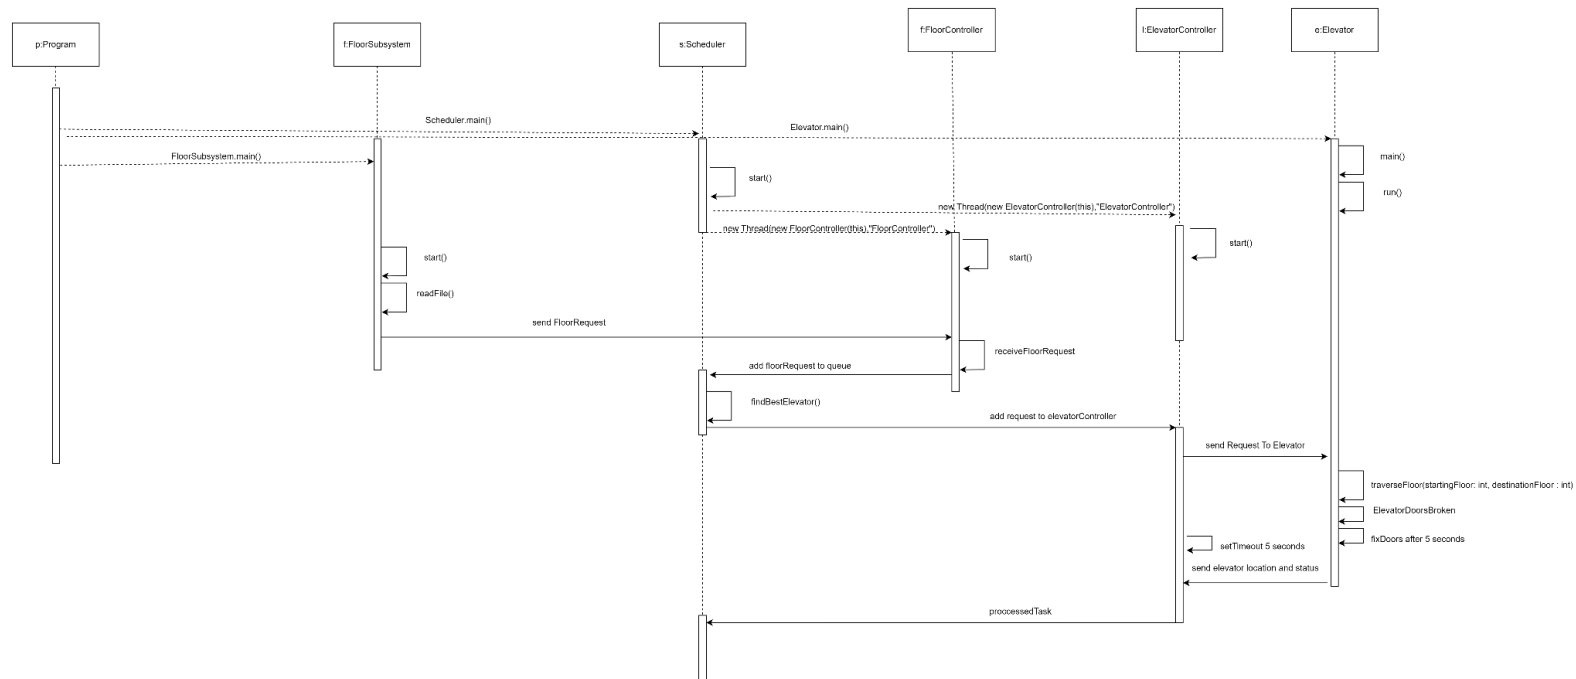 p:Program
f:FloorSubsystem
s:Scheduler
f:FloorController
l:ElevatorController
e:Elevator
Scheduler.main()
Elevator.main()
FloorSubsystem.main()
main()
start()
run()
new Thread(new ElevatorController(this),"ElevatorController")
new Thread(new FloorController(this),"FloorController")
start()
start()
start()
readFile()
send FloorRequest
receiveFloorRequest
add floorRequest to queue
findBestElevator()
add request to elevatorController
send Request To Elevator
traverseFloor(startingFloor: int, destinationFloor : int)
ElevatorDoorsBroken
fixDoors after 5 seconds
setTimeout 5 seconds
send elevator location and status
proccessedTask